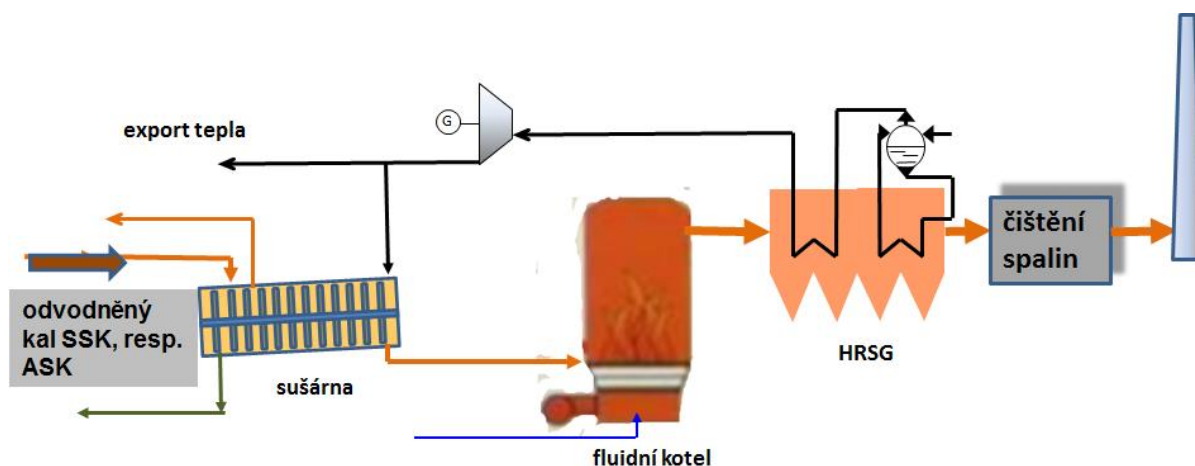 export tepla
G
čištění
spalin
odvodněný
kal SSK, resp.
ASK
sušárna
HRSG
fluidní kotel